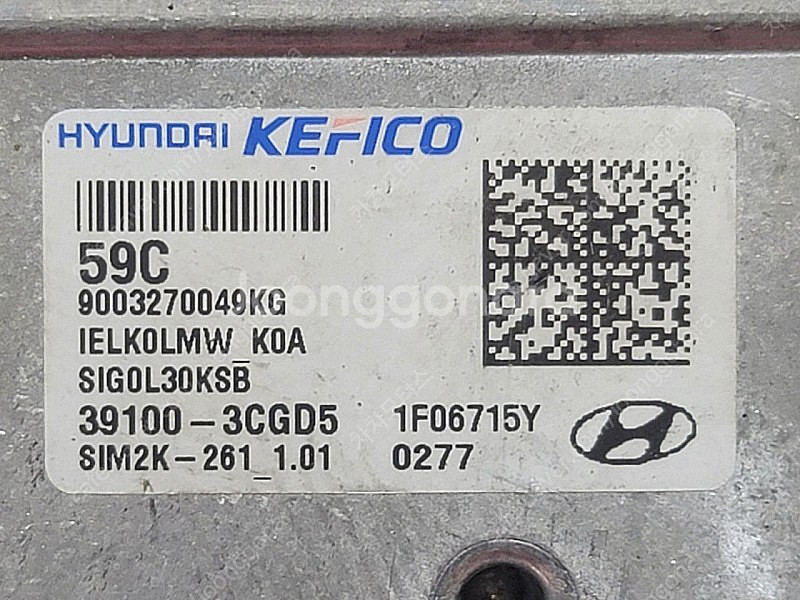 HYUNDAI KEFICO
59C
9003270049KG
IELK0LMW_K0A
SIG0L30KSB
39100-3CGD5 1F06715Y
SIM2K-261_1.01 0277